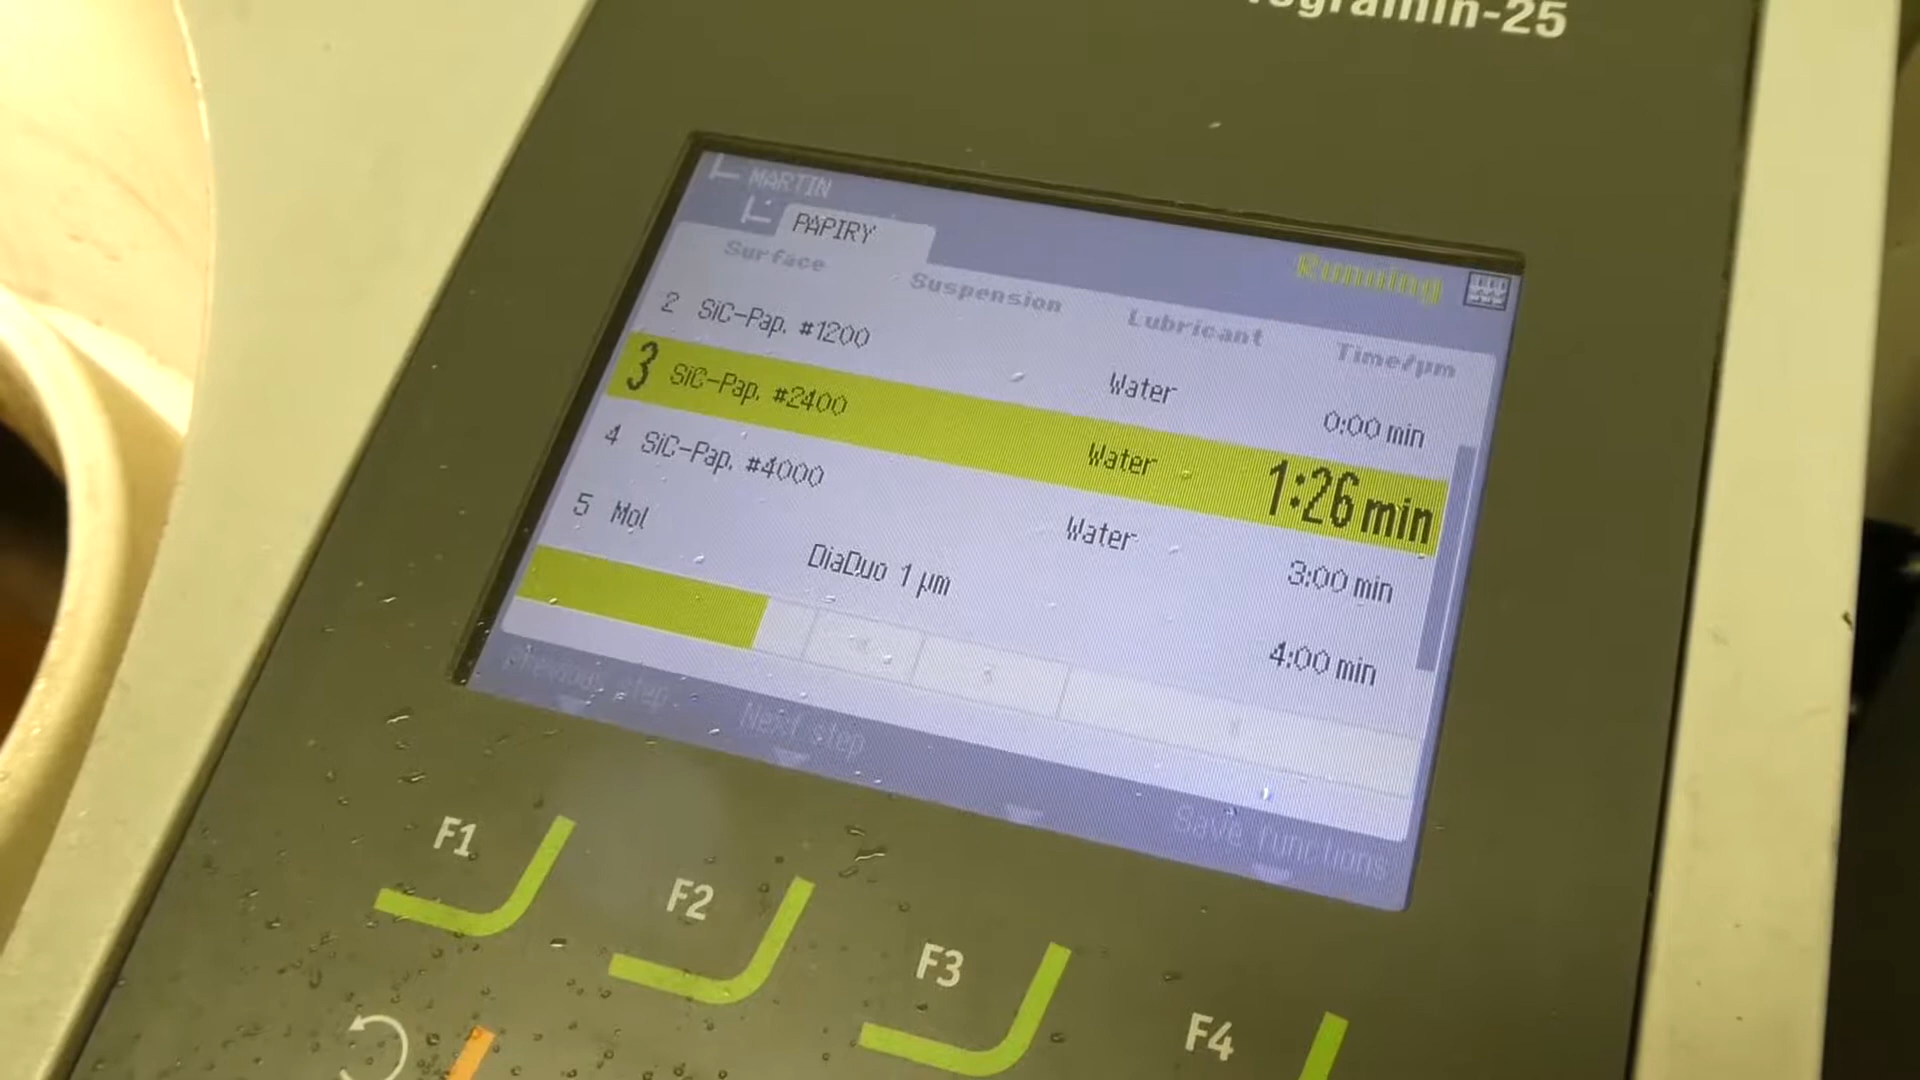 gramin-25
MARTIN
PAPIRY
Running
Surface Suspension Lubricant Time/µm
2 SiC-Pap. #1200 Water 0:00 min
3 SiC-Pap. #2400 Water 1:26 min
4 SiC-Pap. #4000 Water 3:00 min
5 Mol DiaDuo 1 µm 4:00 min
Previous step Next step Save functions
F1 F2 F3 F4